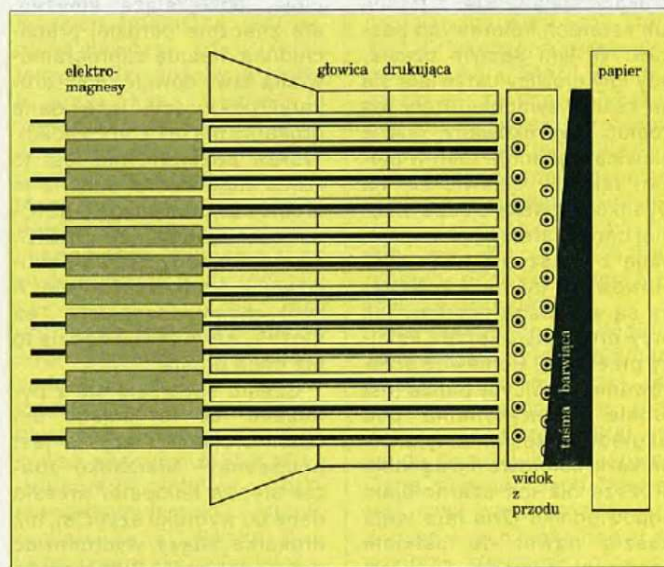 elektro-
magnesy
głowica drukująca
papier
taśma barwiąca
widok
z
przodu